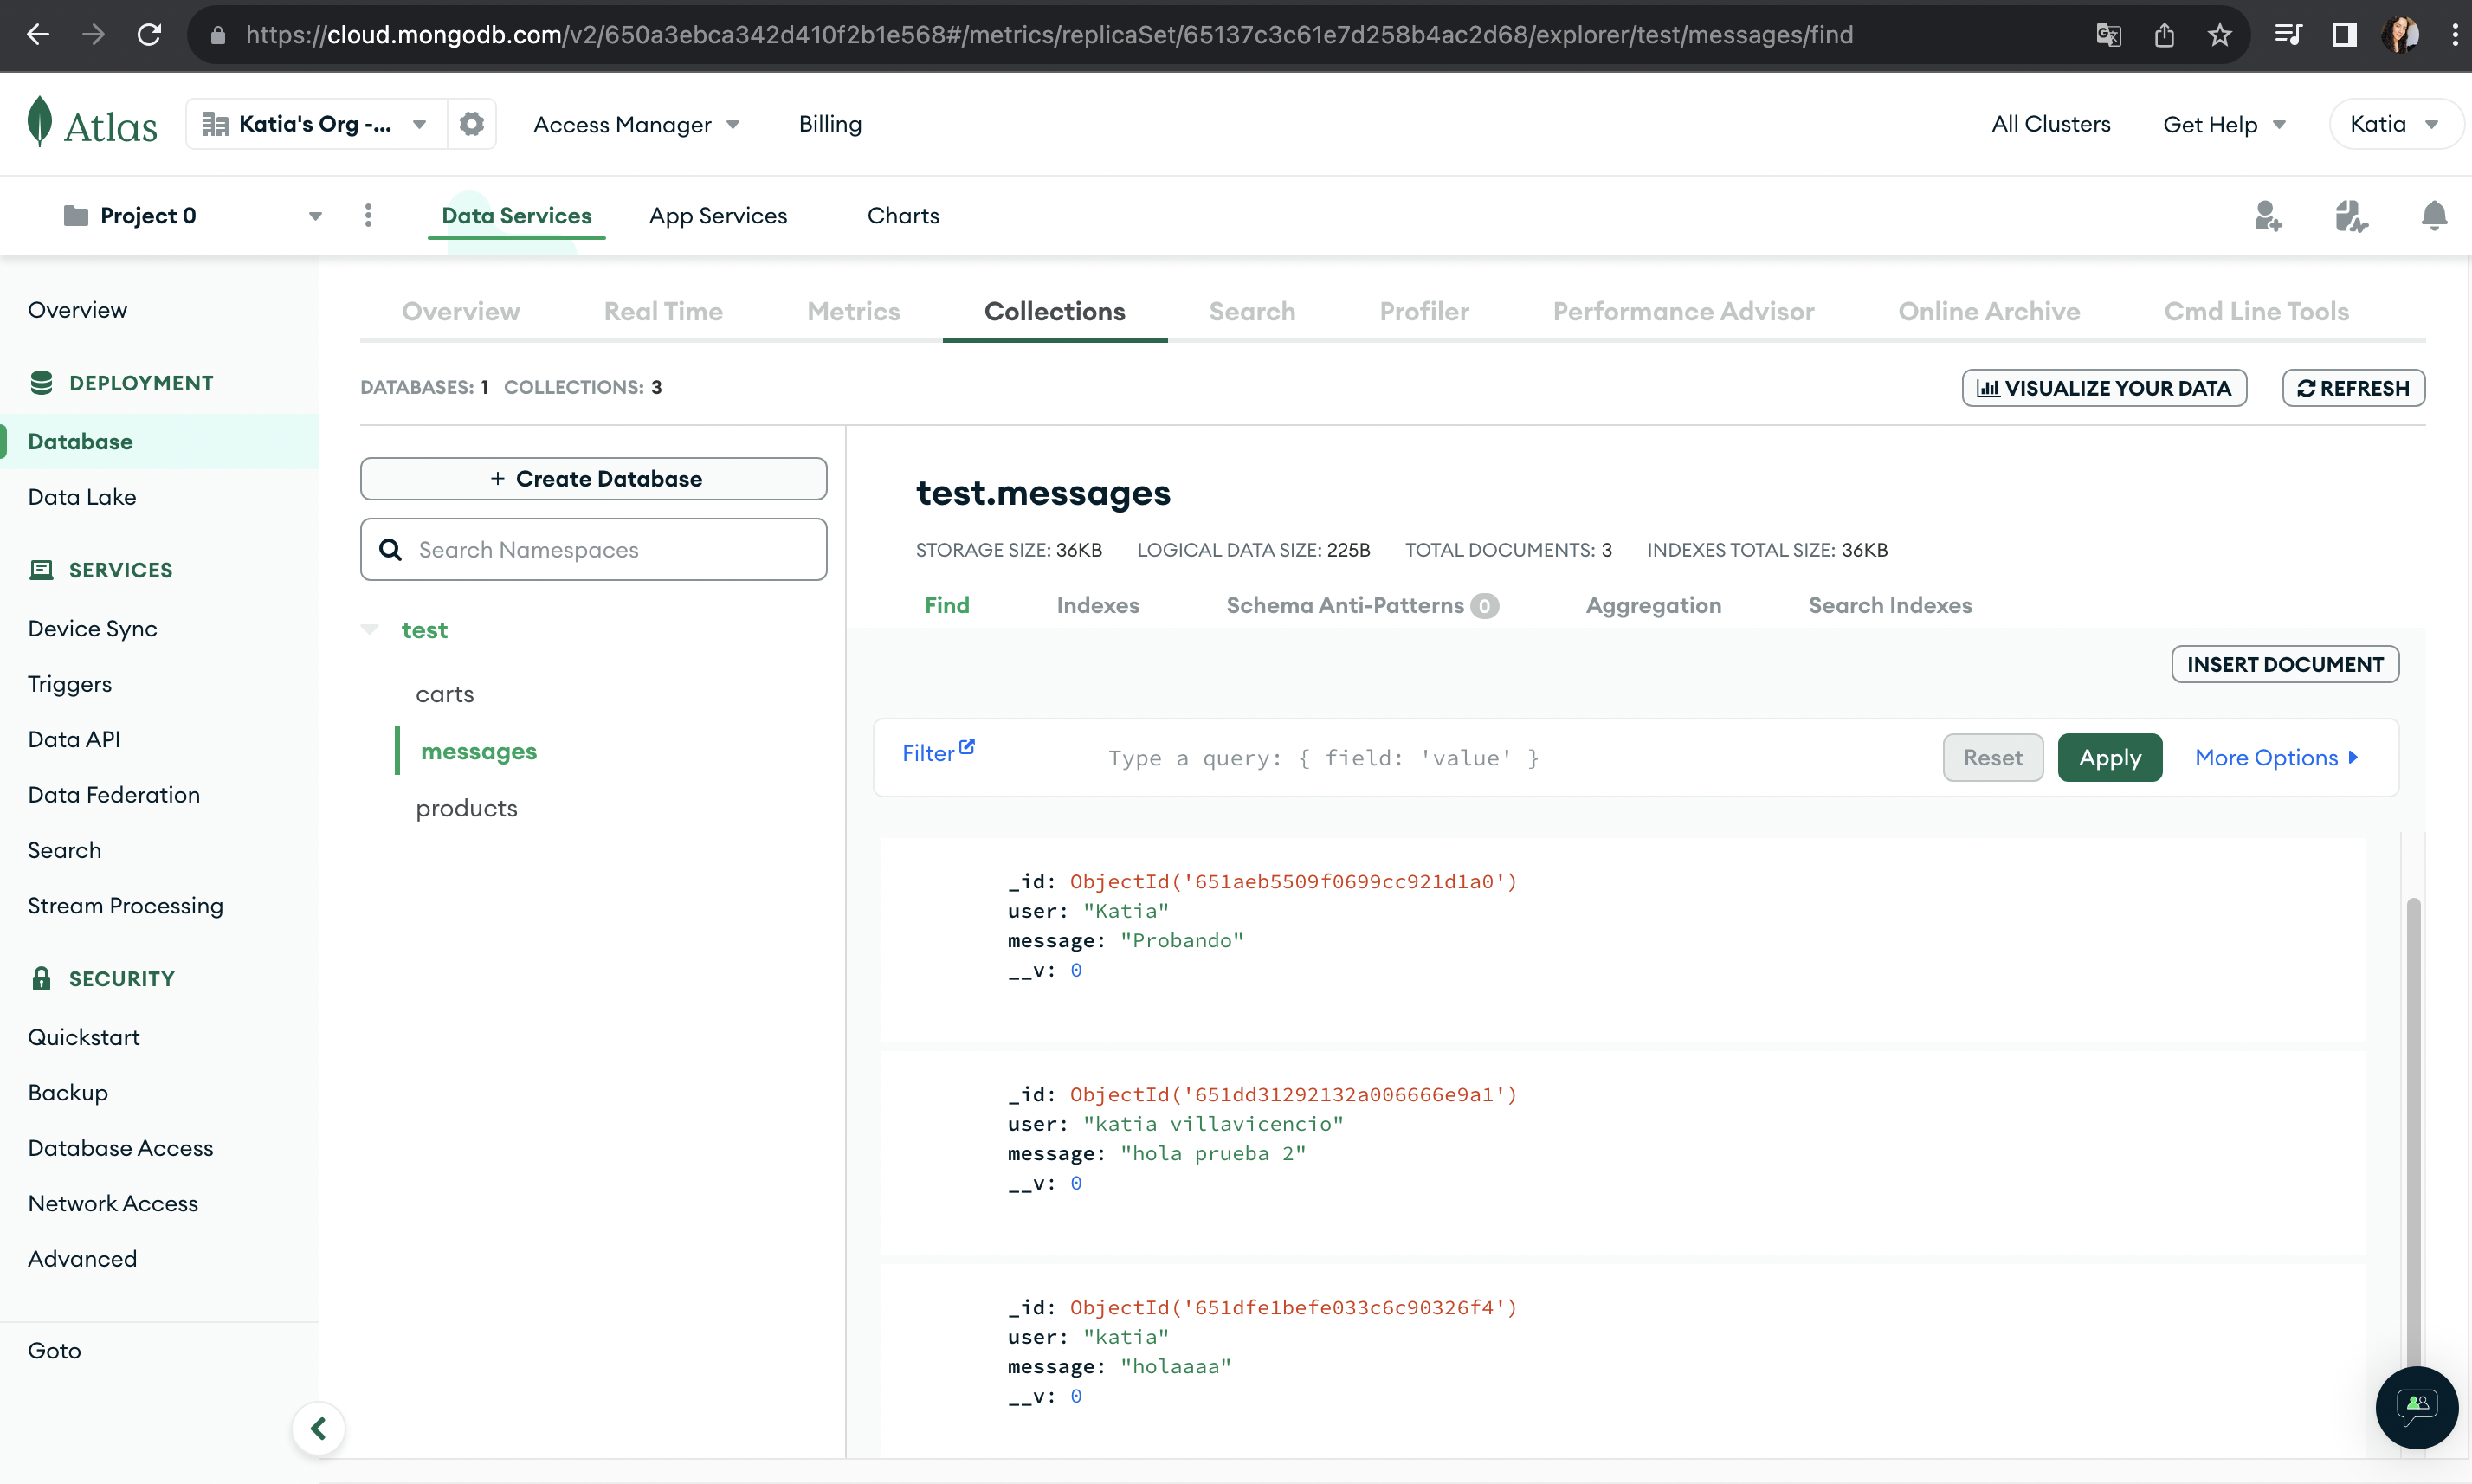 https://cloud.mongodb.com/v2/650a3ebca342d410f2b1e568#/metrics/replicaSet/65137c3c61e7d258b4ac2d68/explorer/test/messages/find
Atlas
Katia's Org -...
Access Manager
Billing
All Clusters
Get Help
Katia
Project 0
Data Services
App Services
Charts
Overview
DEPLOYMENT
Database
Data Lake
SERVICES
Device Sync
Triggers
Data API
Data Federation
Search
Stream Processing
SECURITY
Quickstart
Backup
Database Access
Network Access
Advanced
Goto
Overview
Real Time
Metrics
Collections
Search
Profiler
Performance Advisor
Online Archive
Cmd Line Tools
DATABASES: 1 COLLECTIONS: 3
VISUALIZE YOUR DATA
REFRESH
+ Create Database
Search Namespaces
test
carts
messages
products
test.messages
STORAGE SIZE: 36KB LOGICAL DATA SIZE: 225B TOTAL DOCUMENTS: 3 INDEXES TOTAL SIZE: 36KB
Find
Indexes
Schema Anti-Patterns 0
Aggregation
Search Indexes
INSERT DOCUMENT
Filter
Type a query: { field: 'value' }
Reset
Apply
More Options
_id: ObjectId('651aeb5509f0699cc921d1a0')
user: "Katia"
message: "Probando"
__v: 0
_id: ObjectId('651dd31292132a006666e9a1')
user: "katia villavicencio"
message: "hola prueba 2"
__v: 0
_id: ObjectId('651dfe1befe033c6c90326f4')
user: "katia"
message: "holaaaa"
__v: 0